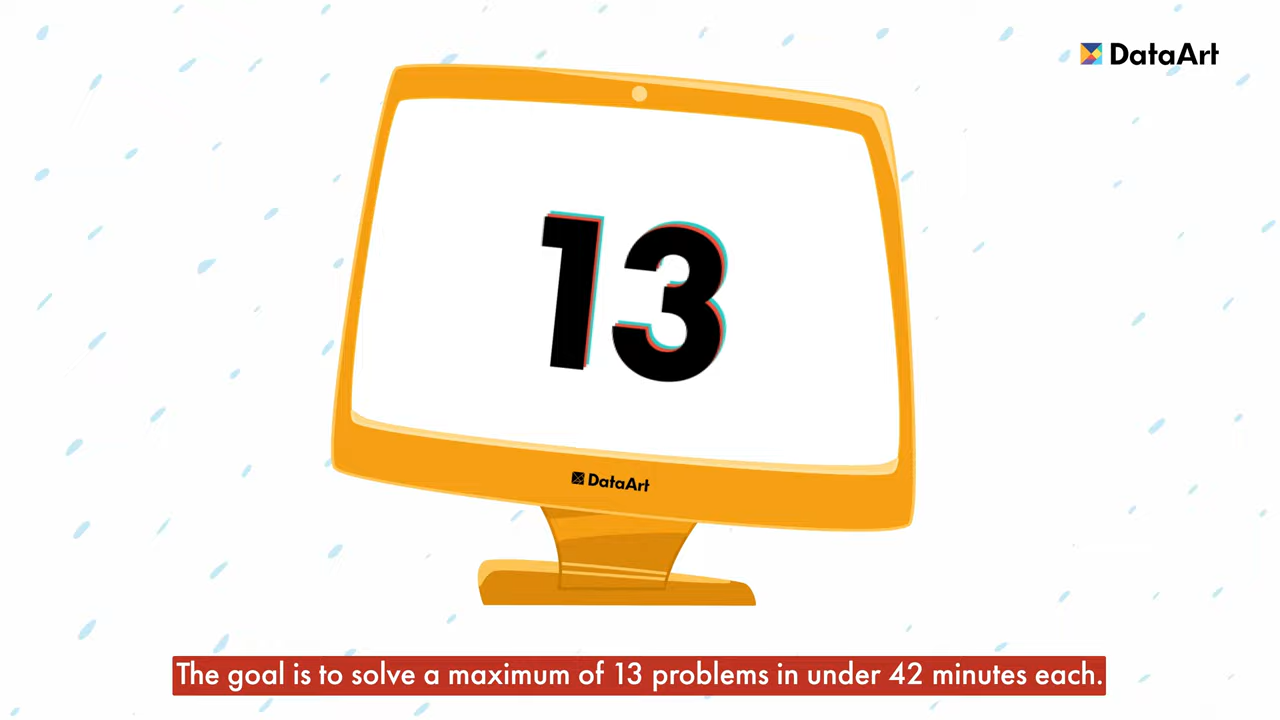 DataArt
13
DataArt
The goal is to solve a maximum of 13 problems in under 42 minutes each.